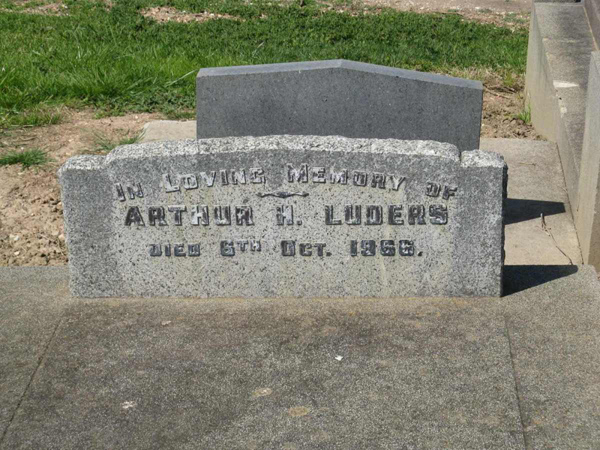 In Loving Memory of
ARTHUR H. LUDERS
Died 6th Oct. 1966.